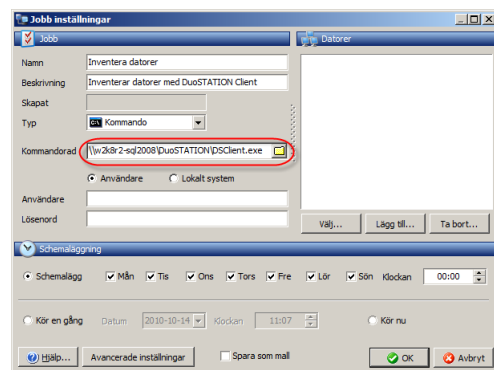 Jobb inställningar
Jobb
Datorer
Namn Inventera datorer
Beskrivning Inventerar datorer med DuoSTATION Client
Skapat
Typ Kommando
Kommandorad \\w2k8r2-sql2008\DuoSTATION\DSClient.exe
Användare Lokalt system
Användare
Lösenord
Välj... Lägg till... Ta bort...
Schemaläggning
Schemalägg Mån Tis Ons Tors Fre Lör Sön Klockan 00:00
Kör en gång Datum 2010-10-14 Klockan 11:07 Kör nu
Hjälp... Avancerade inställningar Spara som mall OK Avbryt